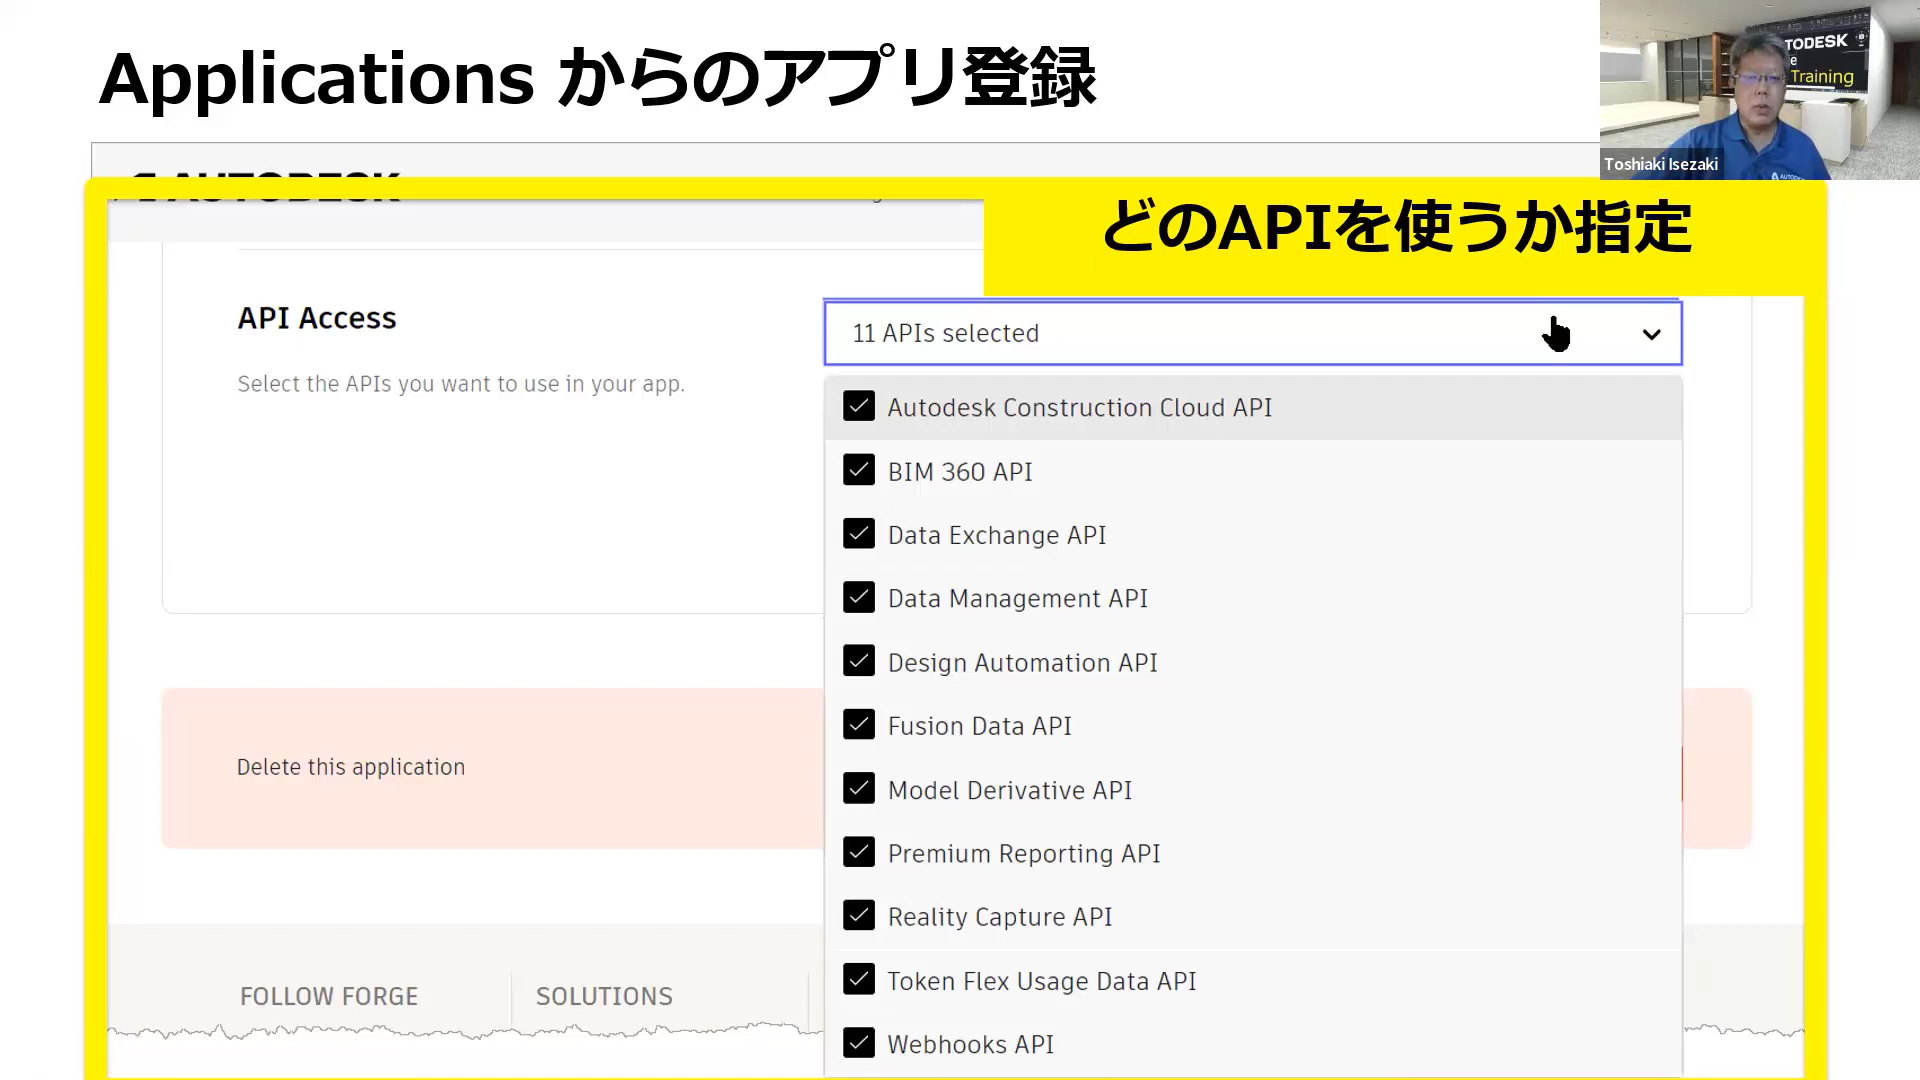 Applications からのアプリ登録
TODESK
e
Training
Toshiaki Isezaki
AUTODESK
どのAPIを使うか指定
API Access
11 APIs selected
Select the APIs you want to use in your app.
Autodesk Construction Cloud API
BIM 360 API
Data Exchange API
Data Management API
Design Automation API
Fusion Data API
Delete this application
Model Derivative API
Premium Reporting API
Reality Capture API
FOLLOW FORGE
SOLUTIONS
Token Flex Usage Data API
Webhooks API